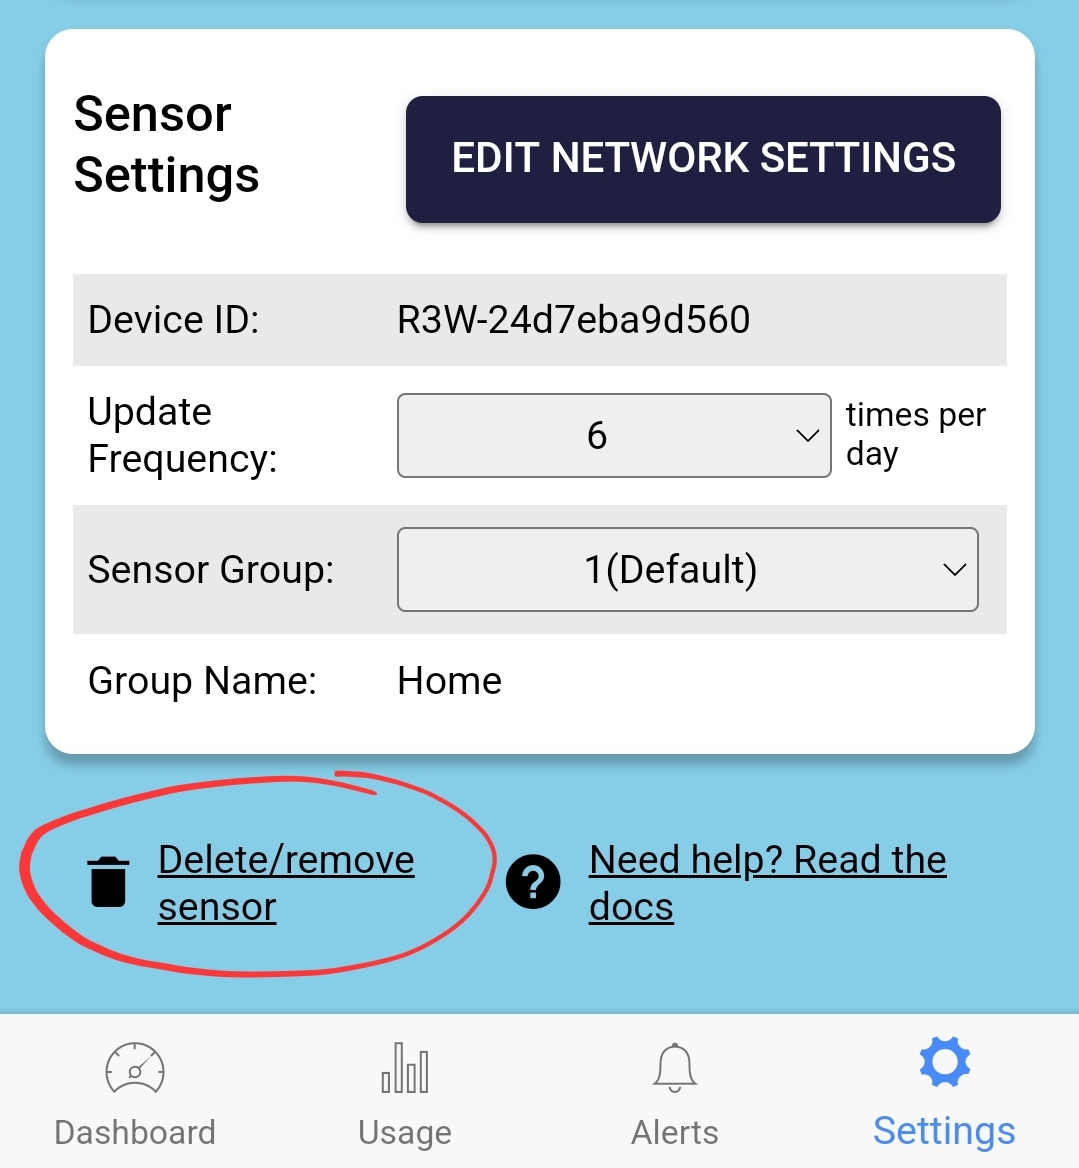 Sensor
Settings
EDIT NETWORK SETTINGS
Device ID:
R3W-24d7eba9d560
Update
Frequency:
6
times per
day
Sensor Group:
1(Default)
Group Name:
Home
Delete/remove
sensor
Need help? Read the
docs
Dashboard
Usage
Alerts
Settings